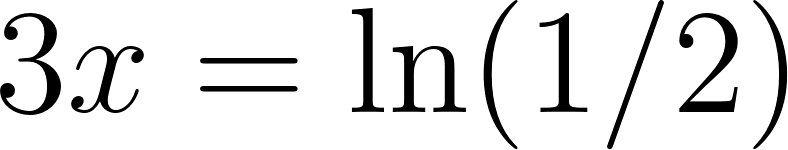 3x = ln(1/2)